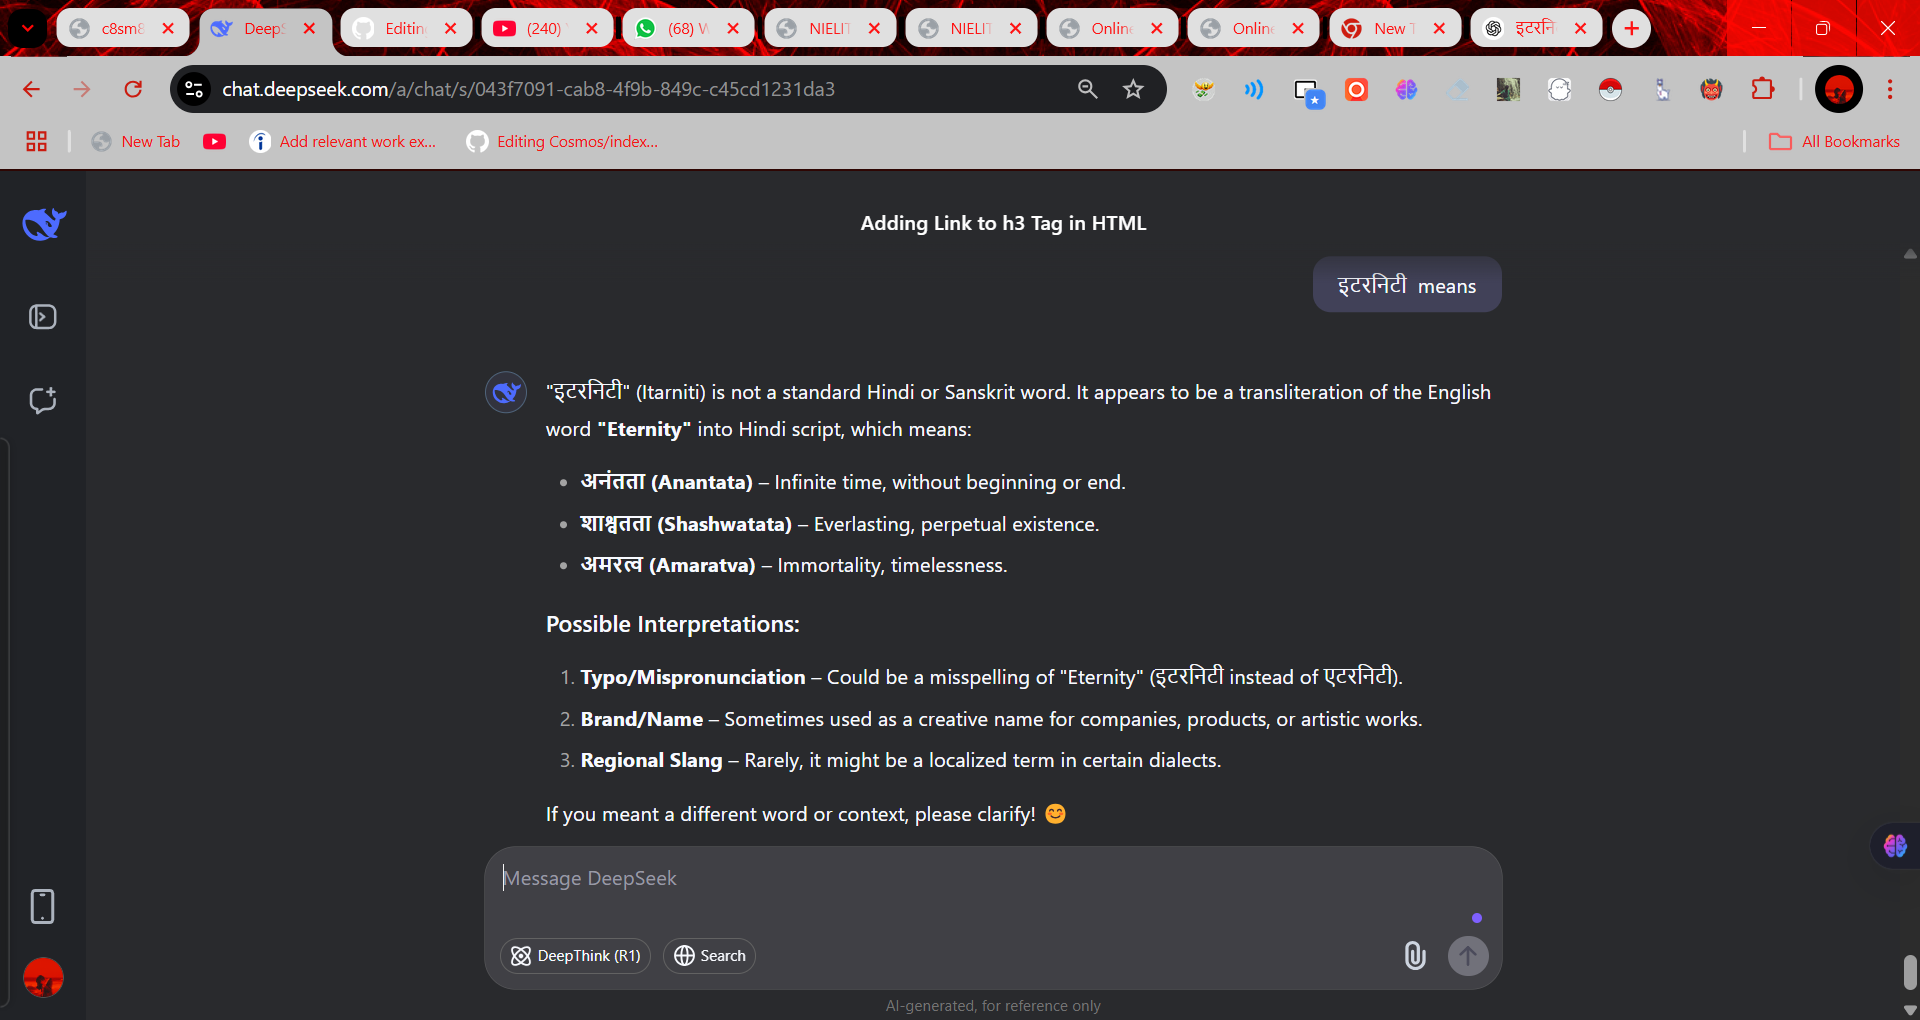 c8sm8
DeepS
Editin
(240)
(68) W
NIELIT
NIELIT
Online
Online
New T
इटरनि
chat.deepseek.com/a/chat/s/043f7091-cab8-4f9b-849c-c45cd1231da3
New Tab
Add relevant work ex...
Editing Cosmos/index...
All Bookmarks
Adding Link to h3 Tag in HTML
इटरनिटी means
"इटरनिटी" (Itarniti) is not a standard Hindi or Sanskrit word. It appears to be a transliteration of the English
word "Eternity" into Hindi script, which means:
• अनंतता (Anantata) – Infinite time, without beginning or end.
• शाश्वतता (Shashwatata) – Everlasting, perpetual existence.
• अमरत्व (Amaratva) – Immortality, timelessness.
Possible Interpretations:
1. Typo/Mispronunciation – Could be a misspelling of "Eternity" (इटरनिटी instead of एटरनिटी).
2. Brand/Name – Sometimes used as a creative name for companies, products, or artistic works.
3. Regional Slang – Rarely, it might be a localized term in certain dialects.
If you meant a different word or context, please clarify! 😊
Message DeepSeek
DeepThink (R1)
Search
AI-generated, for reference only